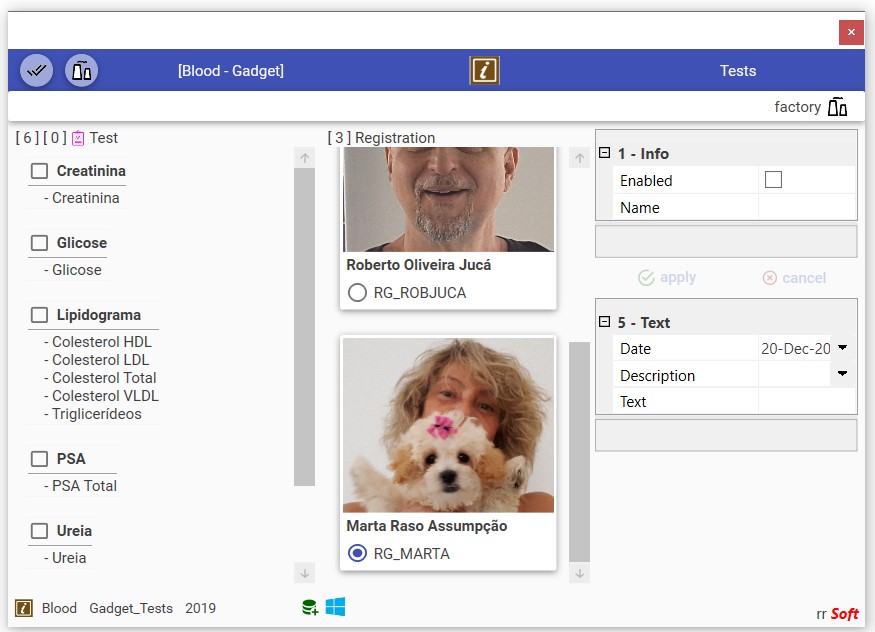 [Blood - Gadget]
Tests
factory
[ 6 ] [ 0 ] Test
Creatinina
- Creatinina
Glicose
- Glicose
Lipidograma
- Colesterol HDL
- Colesterol LDL
- Colesterol Total
- Colesterol VLDL
- Triglicerídeos
PSA
- PSA Total
Ureia
- Ureia
[ 3 ] Registration
Roberto Oliveira Jucá
RG_ROBJUCA
Marta Raso Assumpção
RG_MARTA
1 - Info
Enabled
Name
apply cancel
5 - Text
Date 20-Dec-20
Description
Text
Blood Gadget_Tests 2019
rr Soft